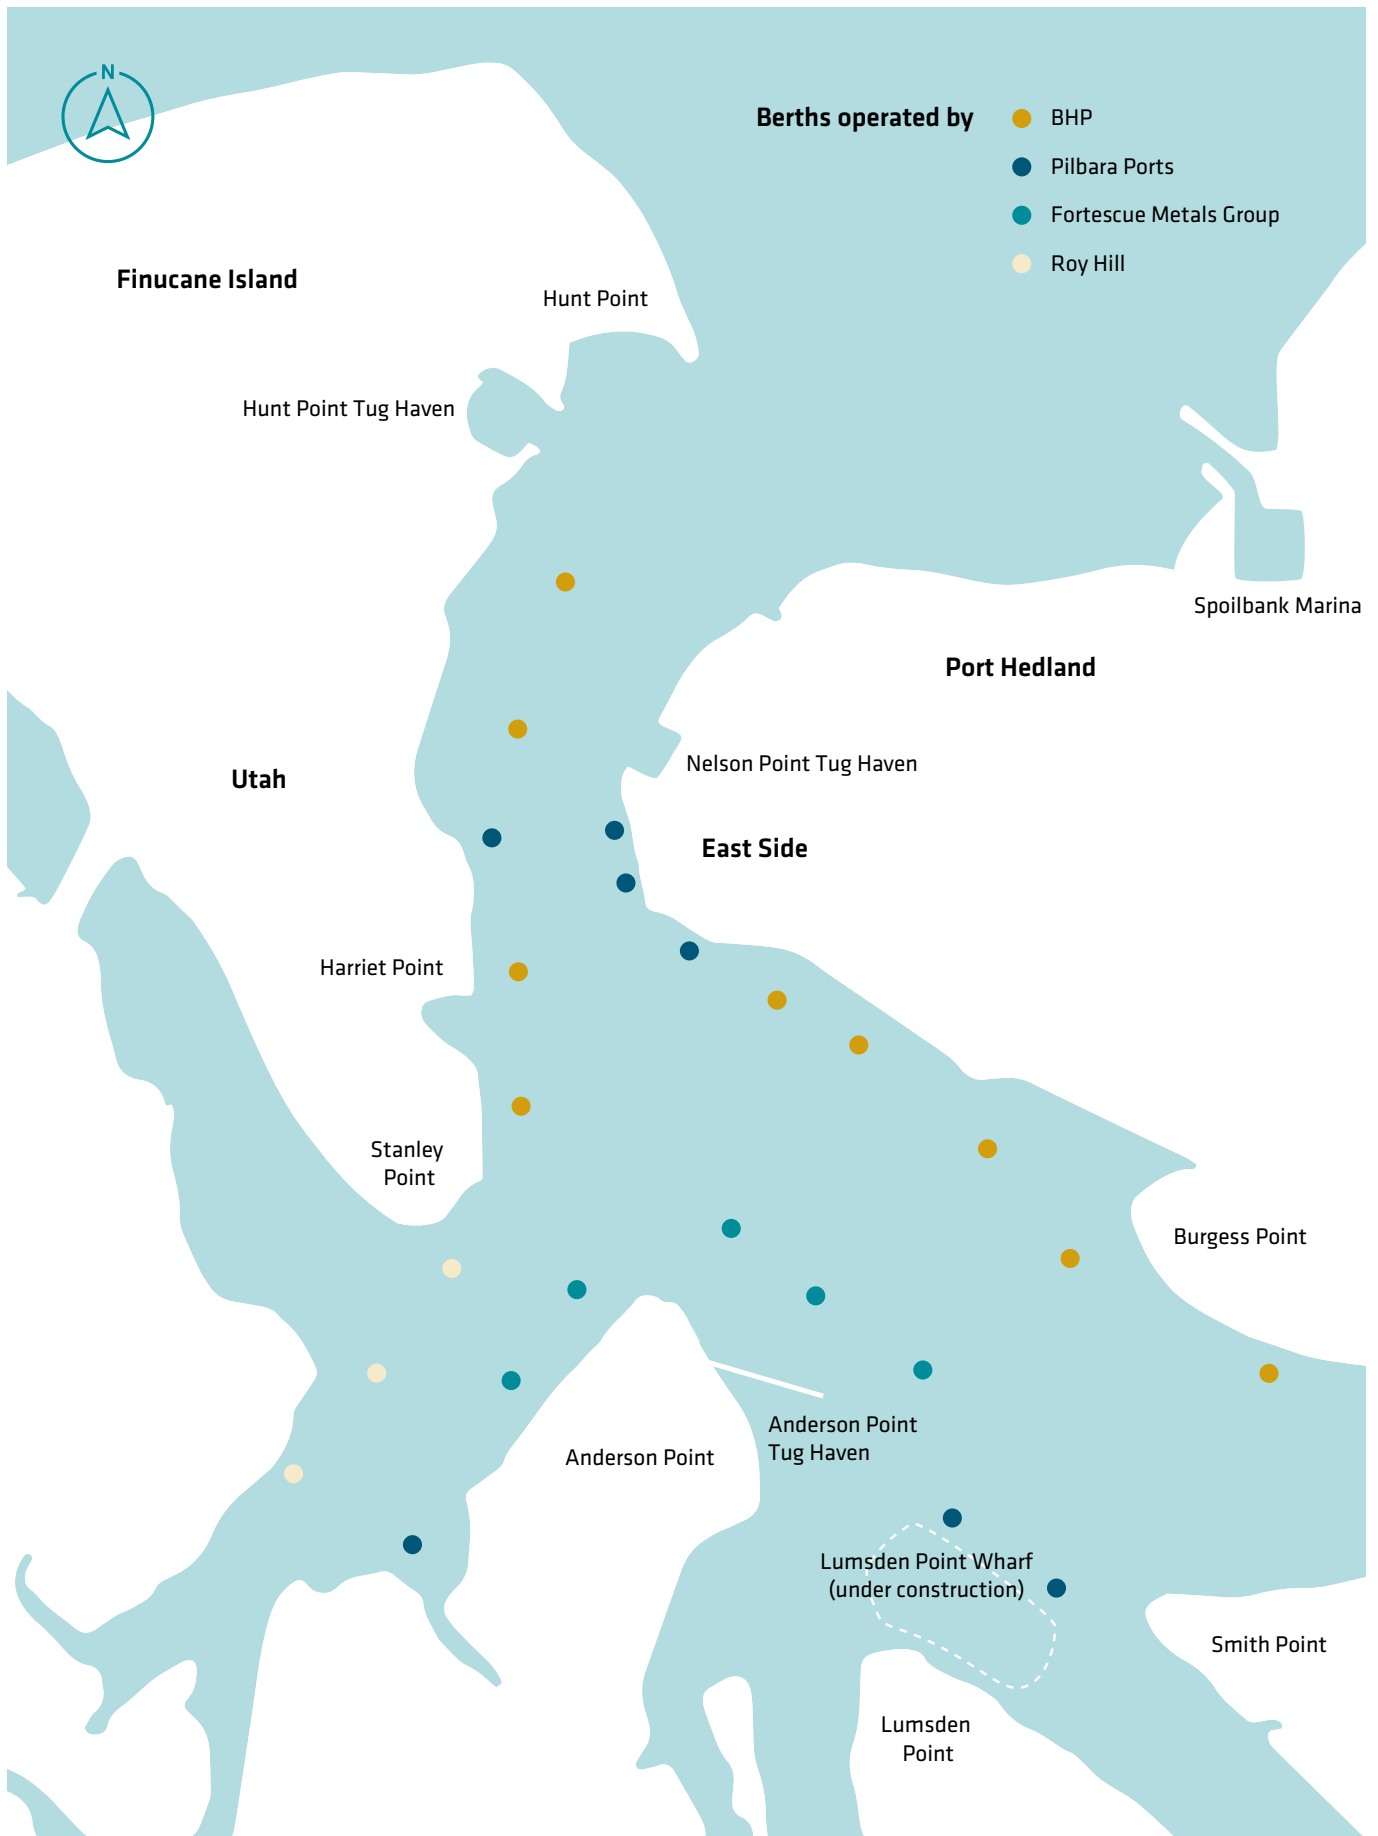 N
Berths operated by
BHP
Pilbara Ports
Fortescue Metals Group
Roy Hill
Finucane Island
Hunt Point
Hunt Point Tug Haven
Spoilbank Marina
Port Hedland
Nelson Point Tug Haven
Utah
East Side
Harriet Point
Stanley
Point
Burgess Point
Anderson Point
Tug Haven
Anderson Point
Lumsden Point Wharf
(under construction)
Smith Point
Lumsden
Point